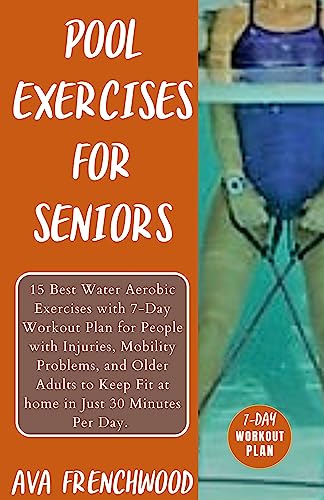 POOL
EXERCISES
FOR
SENIORS
15 Best Water Aerobic
Exercises with 7-Day
Workout Plan for People
with Injuries, Mobility
Problems, and Older
Adults to Keep Fit at
home in Just 30 Minutes
Per Day.
7-DAY
WORKOUT
PLAN
AVA FRENCHWOOD